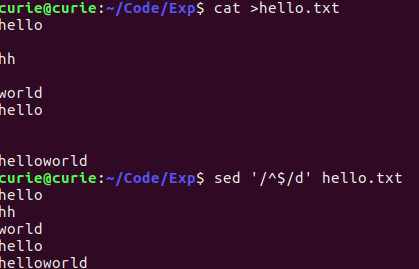 curie@curie:~/Code/Exp$ cat >hello.txt
hello
hh
world
hello
helloworld
curie@curie:~/Code/Exp$ sed '/^$/d' hello.txt
hello
hh
world
hello
helloworld